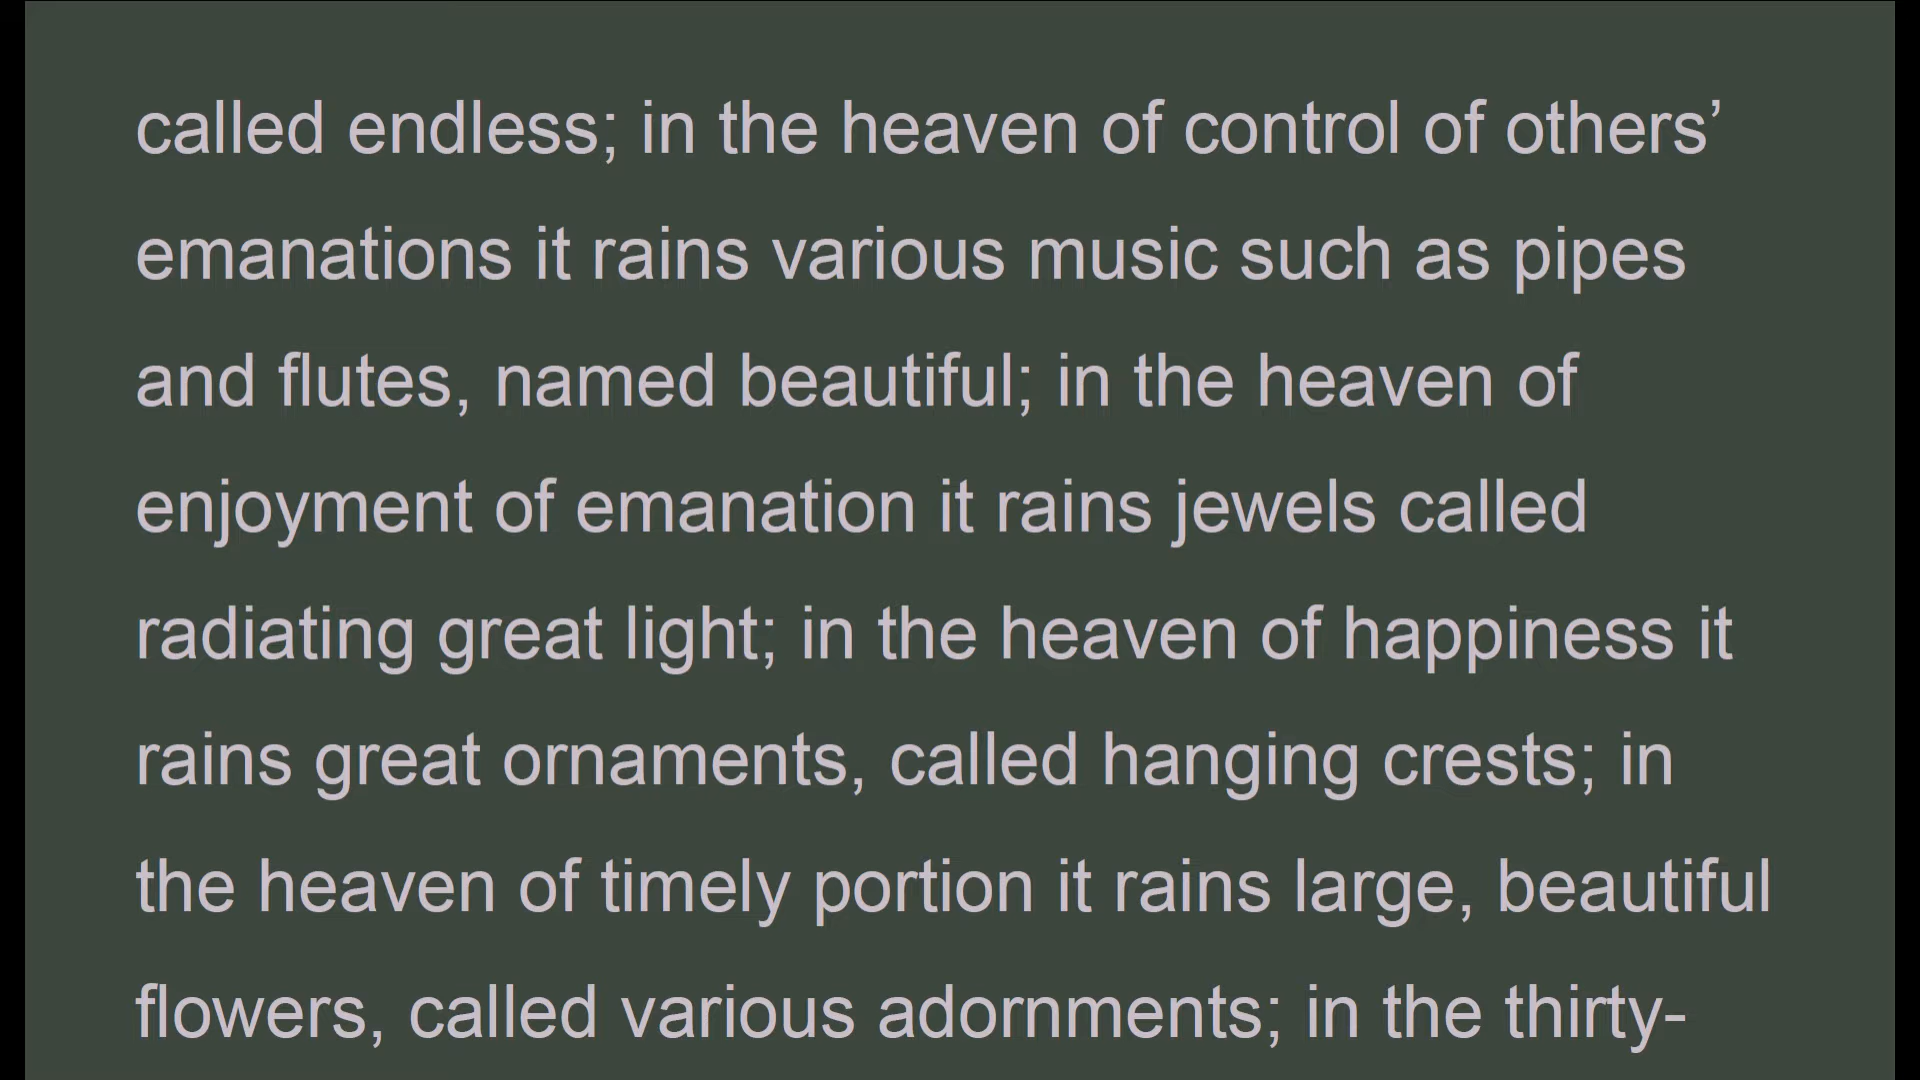 called endless; in the heaven of control of others’
emanations it rains various music such as pipes
and flutes, named beautiful; in the heaven of
enjoyment of emanation it rains jewels called
radiating great light; in the heaven of happiness it
rains great ornaments, called hanging crests; in
the heaven of timely portion it rains large, beautiful
flowers, called various adornments; in the thirty-